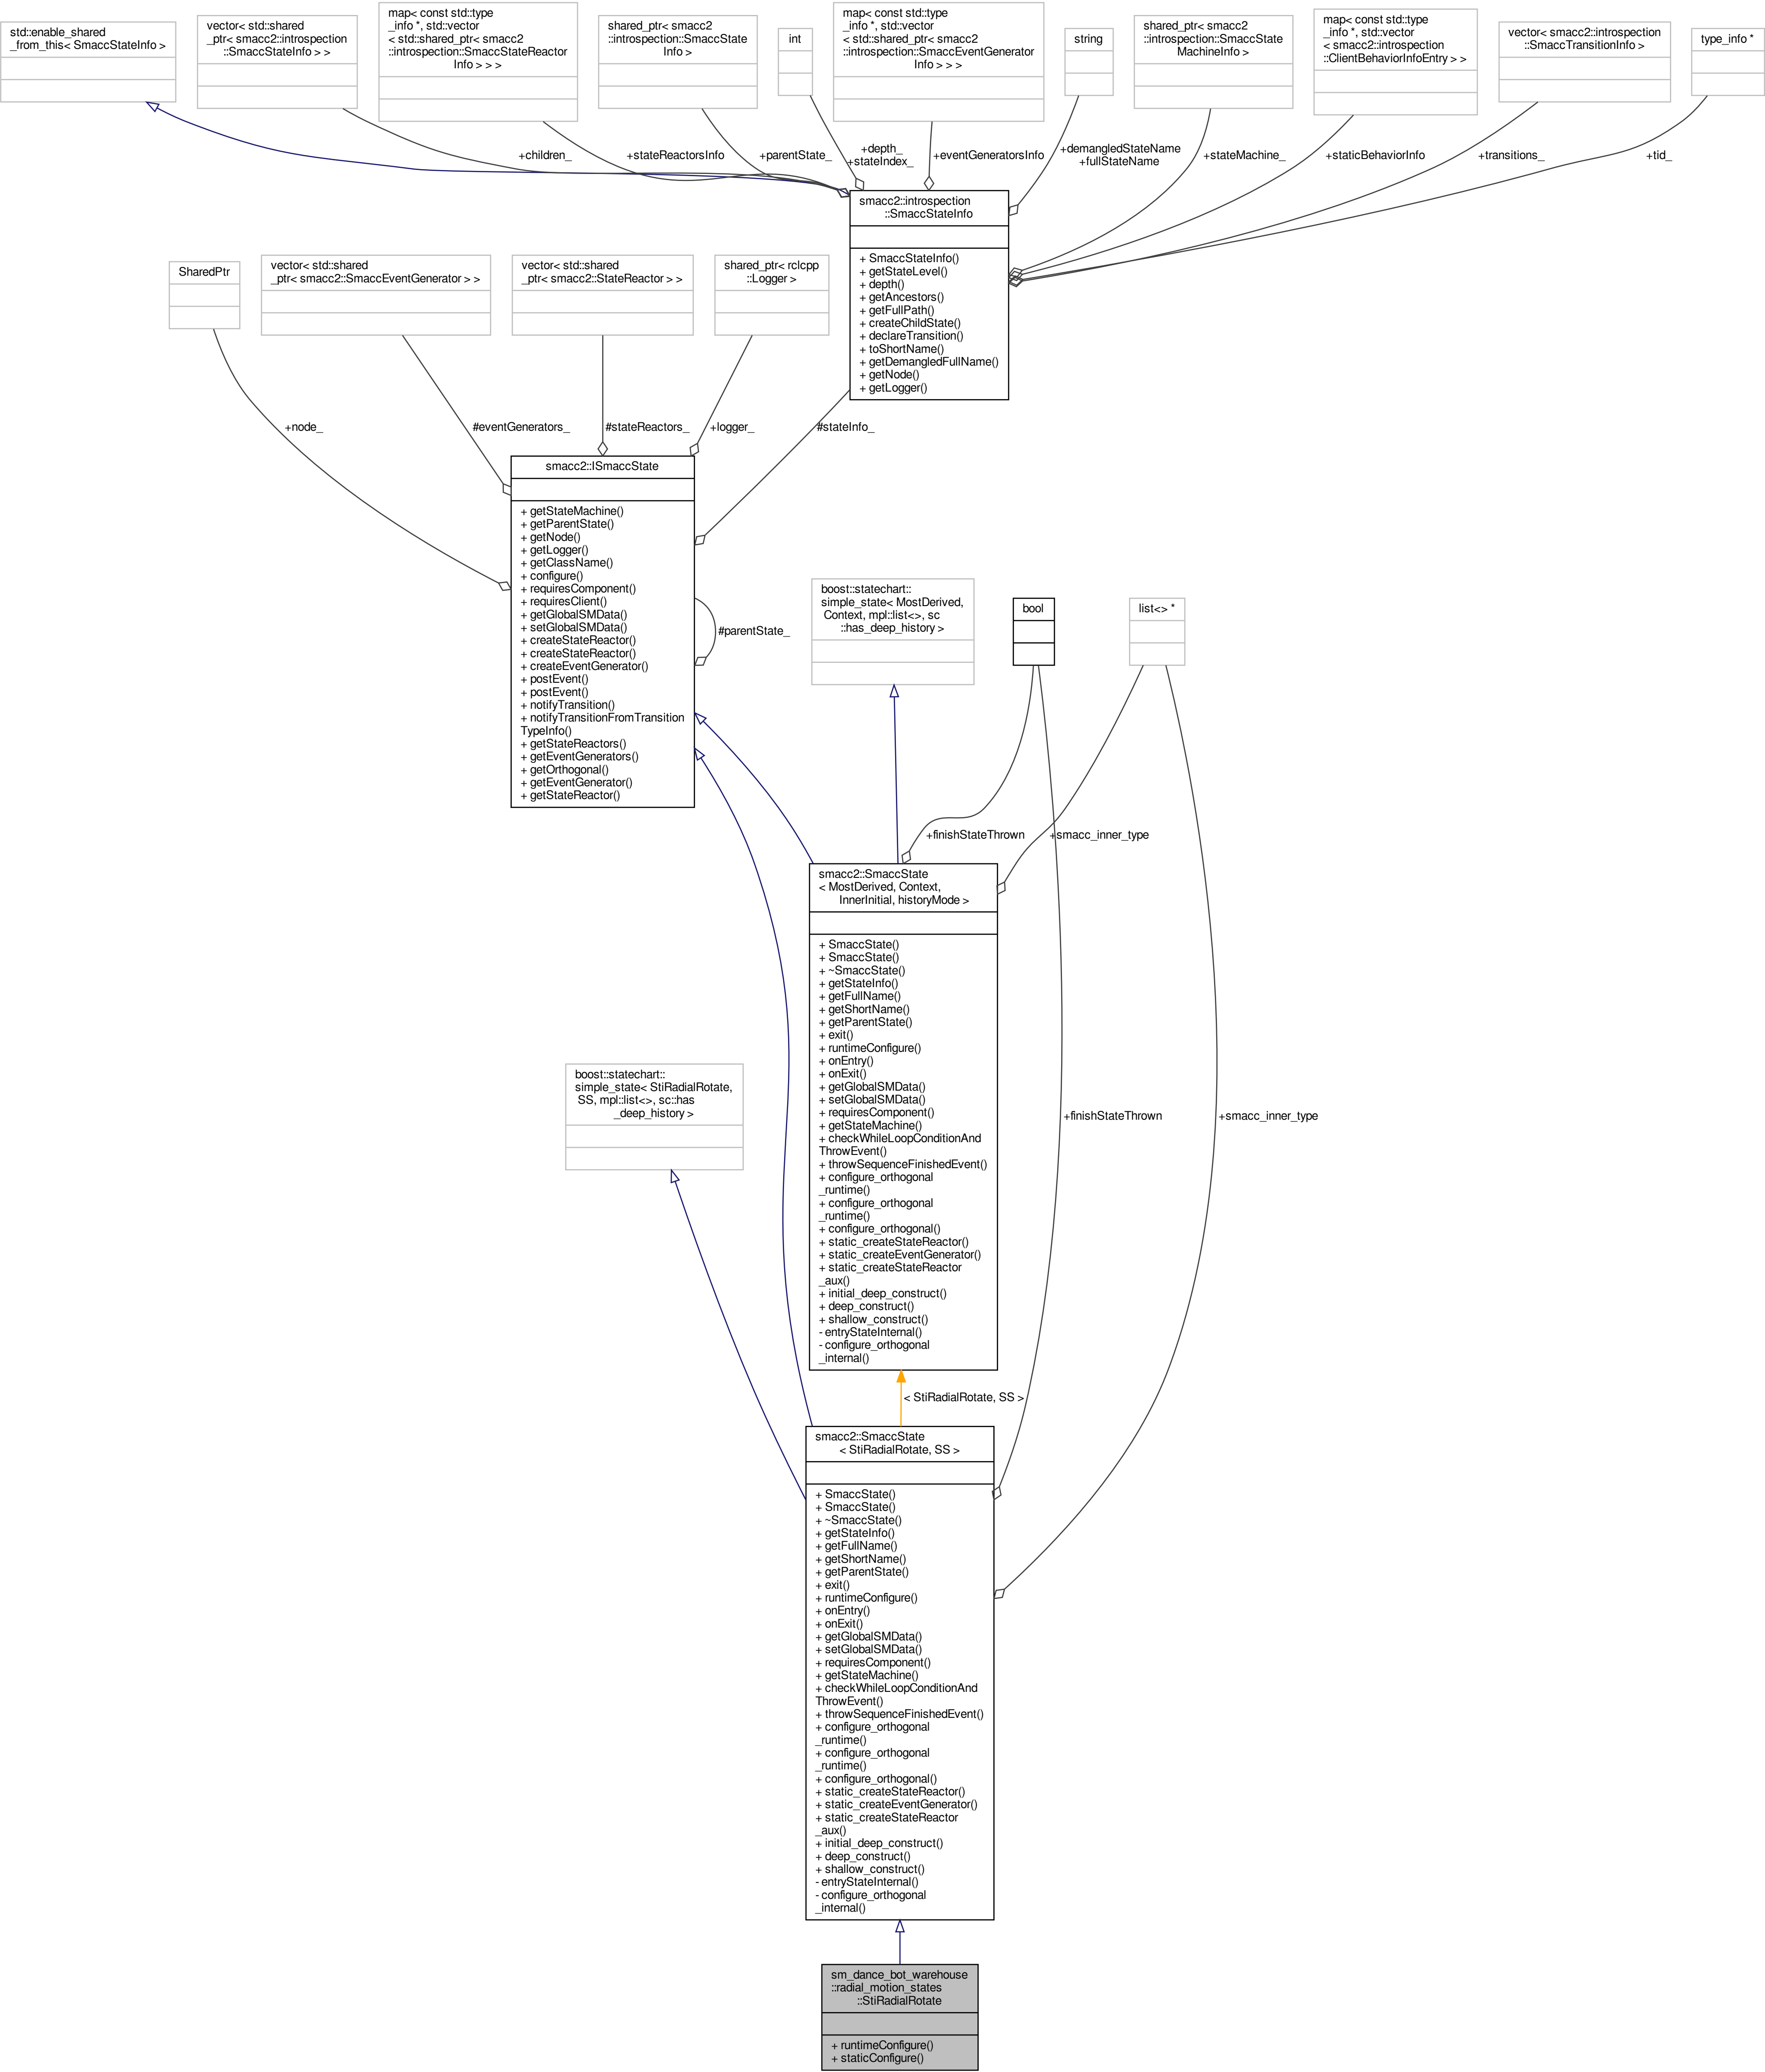 std::enable_shared
_from_this< SmaccStateInfo >
vector< std::shared
_ptr< smacc2::introspection
::SmaccStateInfo > >
map< const std::type
_info *, std::vector
< std::shared_ptr< smacc2
::introspection::SmaccStateReactor
Info > > >
shared_ptr< smacc2
::introspection::SmaccState
Info >
int
map< const std::type
_info *, std::vector
< std::shared_ptr< smacc2
::introspection::SmaccEventGenerator
Info > > >
string
shared_ptr< smacc2
::introspection::SmaccState
MachineInfo >
map< const std::type
_info *, std::vector
< smacc2::introspection
::ClientBehaviorInfoEntry > >
vector< smacc2::introspection
::SmaccTransitionInfo >
type_info *
+children_
+stateReactorsInfo
+parentState_
+depth_
+stateIndex_
+eventGeneratorsInfo
+demangledStateName
+fullStateName
+stateMachine_
+staticBehaviorInfo
+transitions_
+tid_
smacc2::introspection
::SmaccStateInfo
+ SmaccStateInfo()
+ getStateLevel()
+ depth()
+ getAncestors()
+ getFullPath()
+ createChildState()
+ declareTransition()
+ toShortName()
+ getDemangledFullName()
+ getNode()
+ getLogger()
SharedPtr
vector< std::shared
_ptr< smacc2::SmaccEventGenerator > >
vector< std::shared
_ptr< smacc2::StateReactor > >
shared_ptr< rclcpp
::Logger >
+node_
#eventGenerators_
#stateReactors_
+logger_
#stateInfo_
smacc2::ISmaccState
+ getStateMachine()
+ getParentState()
+ getNode()
+ getLogger()
+ getClassName()
+ configure()
+ requiresComponent()
+ requiresClient()
+ getGlobalSMData()
+ setGlobalSMData()
+ createStateReactor()
+ createStateReactor()
+ createEventGenerator()
+ postEvent()
+ postEvent()
+ notifyTransition()
+ notifyTransitionFromTransition
TypeInfo()
+ getStateReactors()
+ getEventGenerators()
+ getOrthogonal()
+ getEventGenerator()
+ getStateReactor()
#parentState_
boost::statechart::
simple_state< MostDerived,
Context, mpl::list<>, sc
::has_deep_history >
bool
list<> *
+finishStateThrown
+smacc_inner_type
smacc2::SmaccState
< MostDerived, Context,
InnerInitial, historyMode >
+ SmaccState()
+ SmaccState()
+ ~SmaccState()
+ getStateInfo()
+ getFullName()
+ getShortName()
+ getParentState()
+ exit()
+ runtimeConfigure()
+ onEntry()
+ onExit()
+ getGlobalSMData()
+ setGlobalSMData()
+ requiresComponent()
+ getStateMachine()
+ checkWhileLoopConditionAnd
ThrowEvent()
+ throwSequenceFinishedEvent()
+ configure_orthogonal
_runtime()
+ configure_orthogonal
_runtime()
+ configure_orthogonal()
+ static_createStateReactor()
+ static_createEventGenerator()
+ static_createStateReactor
_aux()
+ initial_deep_construct()
+ deep_construct()
+ shallow_construct()
- entryStateInternal()
- configure_orthogonal
_internal()
boost::statechart::
simple_state< StiRadialRotate,
SS, mpl::list<>, sc::has
_deep_history >
+finishStateThrown
+smacc_inner_type
< StiRadialRotate, SS >
smacc2::SmaccState
< StiRadialRotate, SS >
+ SmaccState()
+ SmaccState()
+ ~SmaccState()
+ getStateInfo()
+ getFullName()
+ getShortName()
+ getParentState()
+ exit()
+ runtimeConfigure()
+ onEntry()
+ onExit()
+ getGlobalSMData()
+ setGlobalSMData()
+ requiresComponent()
+ getStateMachine()
+ checkWhileLoopConditionAnd
ThrowEvent()
+ throwSequenceFinishedEvent()
+ configure_orthogonal
_runtime()
+ configure_orthogonal
_runtime()
+ configure_orthogonal()
+ static_createStateReactor()
+ static_createEventGenerator()
+ static_createStateReactor
_aux()
+ initial_deep_construct()
+ deep_construct()
+ shallow_construct()
- entryStateInternal()
- configure_orthogonal
_internal()
sm_dance_bot_warehouse
::radial_motion_states
::StiRadialRotate
+ runtimeConfigure()
+ staticConfigure()